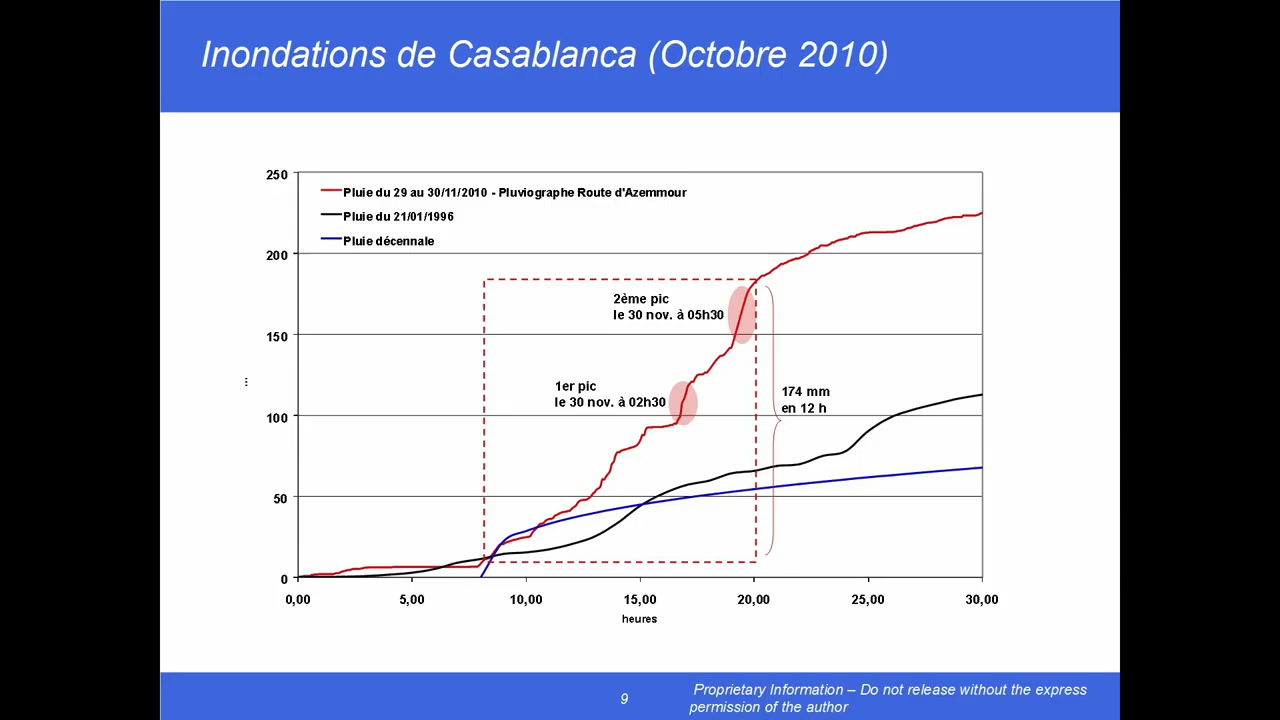 Inondations de Casablanca (Octobre 2010)
250
200
150
100
50
0
Pluie du 29 au 30/11/2010 - Pluviographe Route d'Azemmour
Pluie du 21/01/1996
Pluie décennale
2ème pic
le 30 nov. à 05h30
1er pic
le 30 nov. à 02h30
174 mm
en 12 h
...
0,00 5,00 10,00 15,00 20,00 25,00 30,00
heures
9
Proprietary Information – Do not release without the express
permission of the author